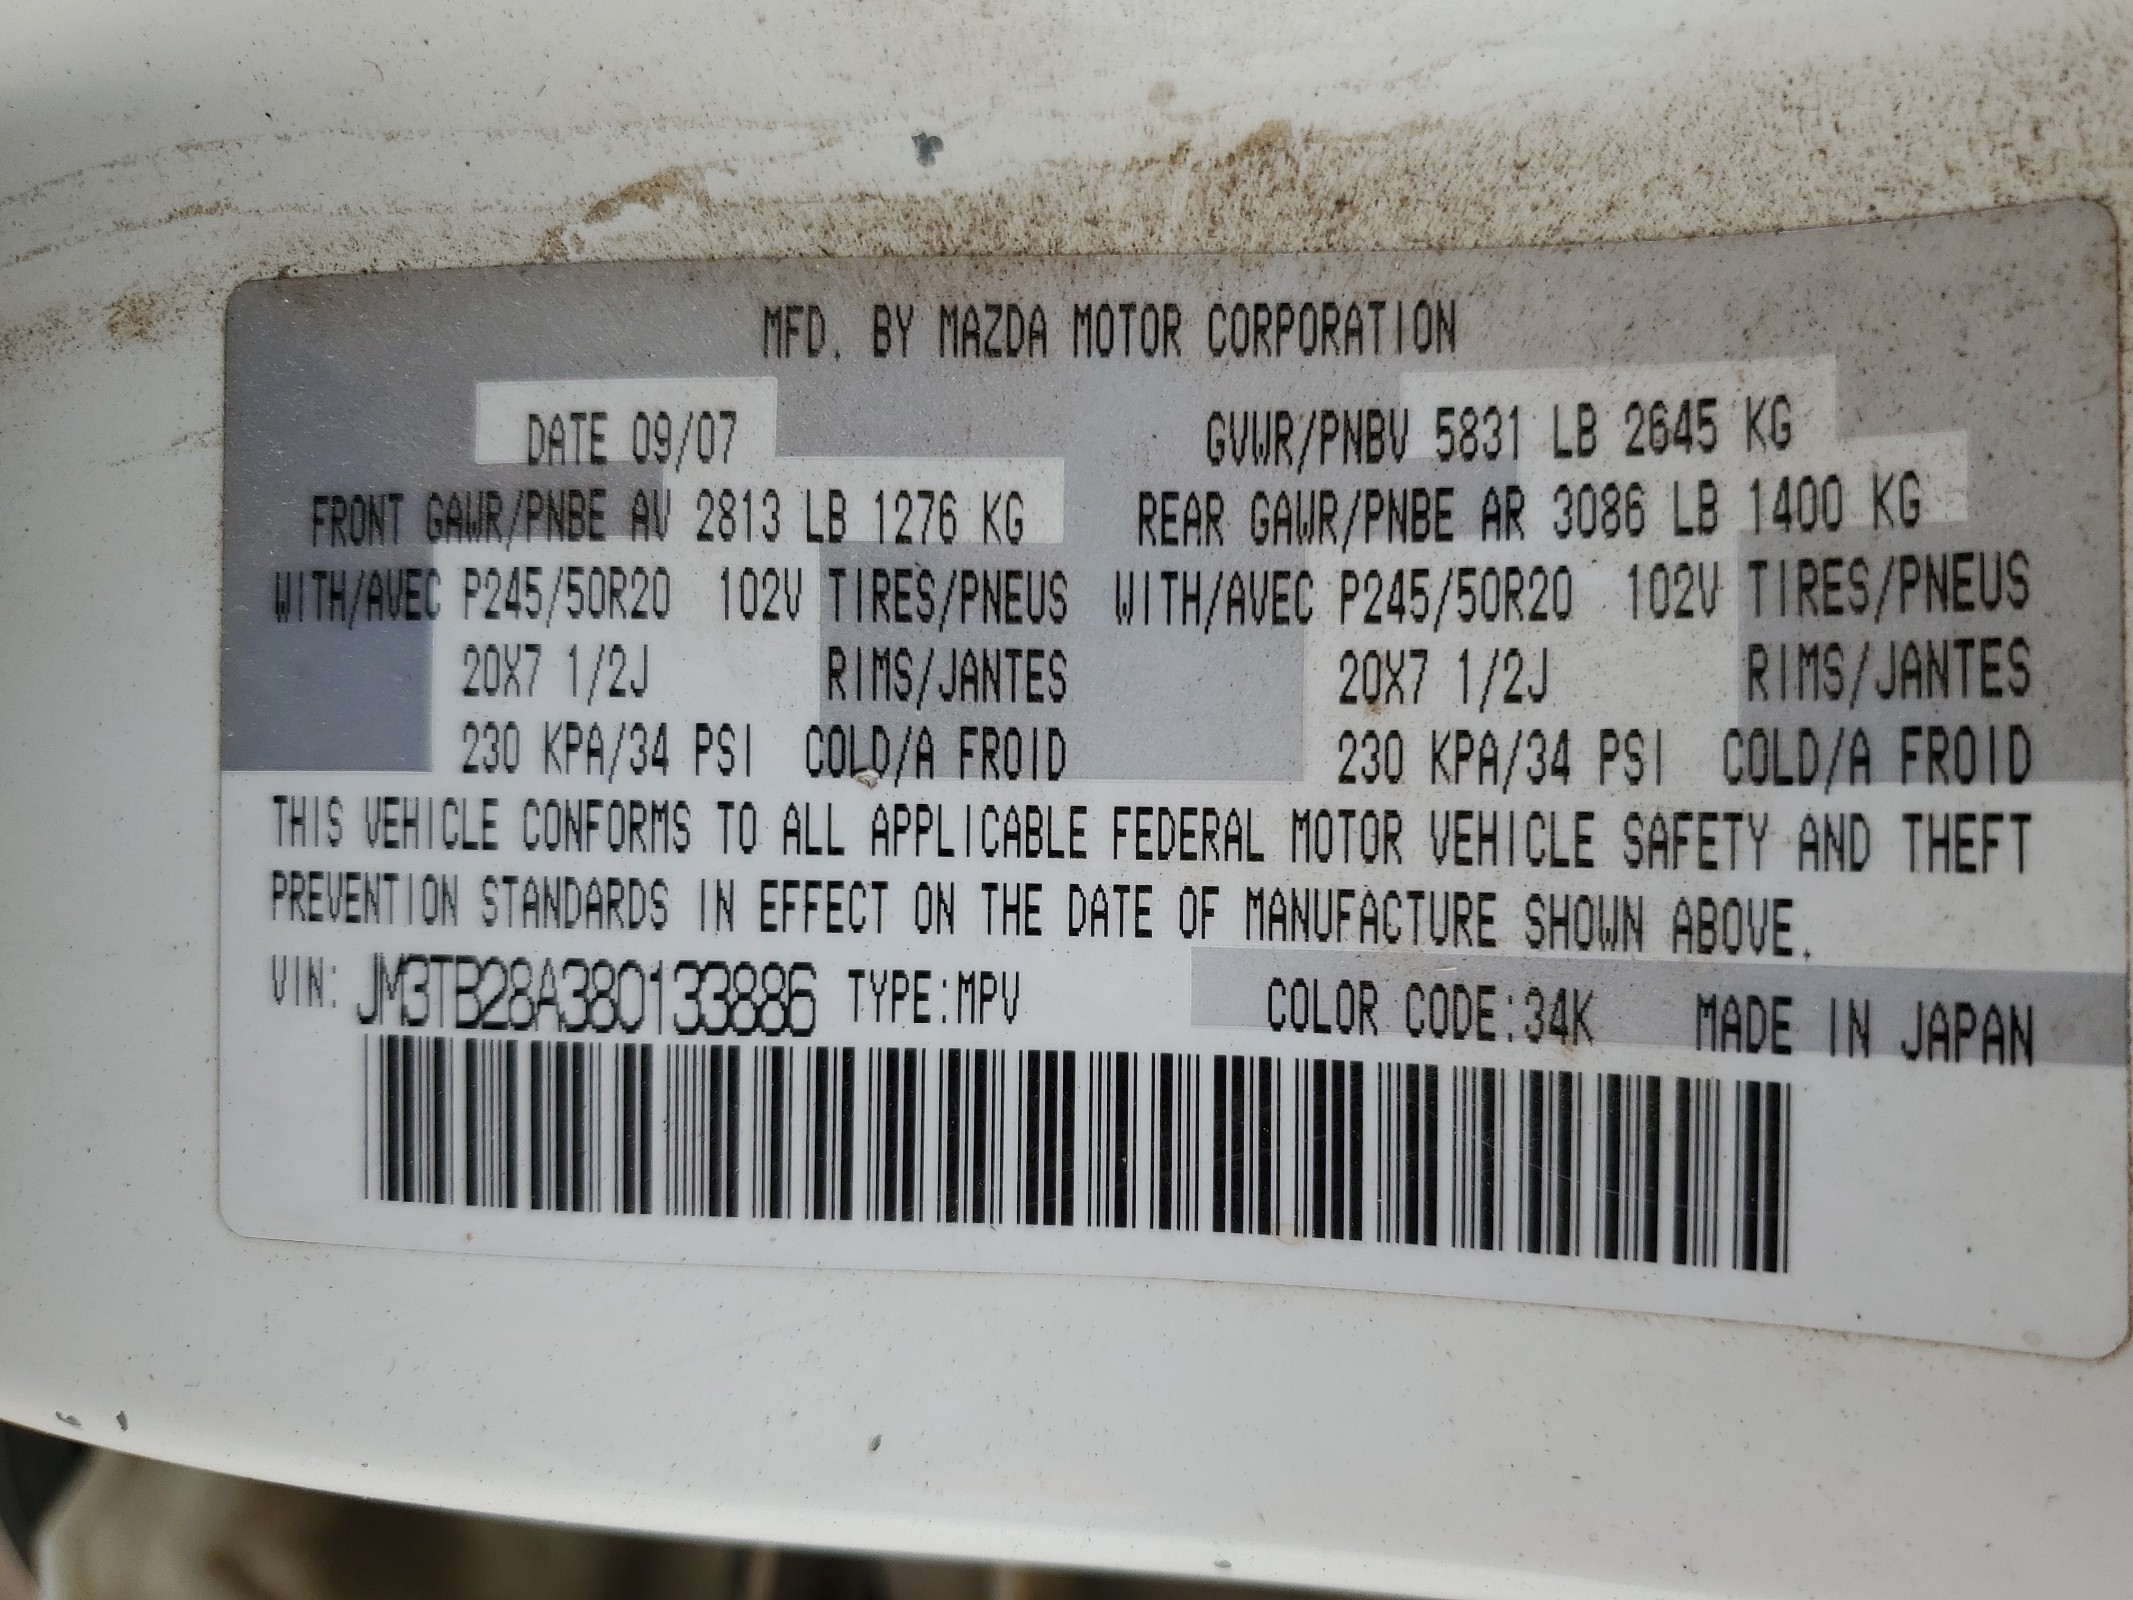 MFD. BY MAZDA MOTOR CORPORATION
DATE 09/07 GVWR/PNBV 5831 LB 2645 KG
FRONT GAWR/PNBE AV 2813 LB 1276 KG REAR GAWR/PNBE AR 3086 LB 1400 KG
WITH/AVEC P245/50R20 102V TIRES/PNEUS WITH/AVEC P245/50R20 102V TIRES/PNEUS
20X7 1/2J RIMS/JANTES 20X7 1/2J RIMS/JANTES
230 KPA/34 PSI COLD/A FROID 230 KPA/34 PSI COLD/A FROID
THIS VEHICLE CONFORMS TO ALL APPLICABLE FEDERAL MOTOR VEHICLE SAFETY AND THEFT
PREVENTION STANDARDS IN EFFECT ON THE DATE OF MANUFACTURE SHOWN ABOVE.
VIN: JM3TB28A380133886 TYPE:MPV COLOR CODE:34K MADE IN JAPAN